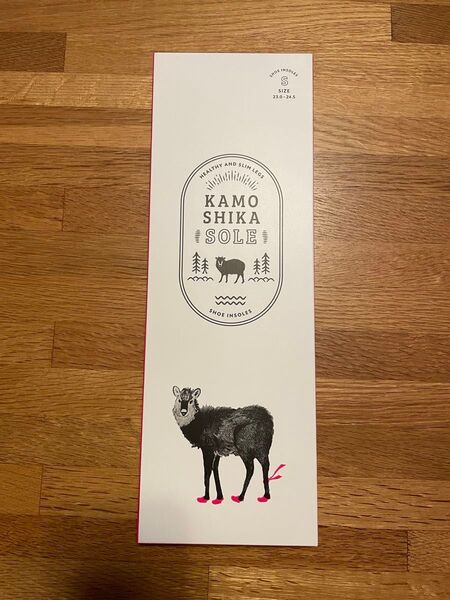 SHOE INSOLES
S
SIZE
23.0-24.5
HEALTHY AND SLIM LEGS
KAMO
SHIKA
SOLE
SHOE INSOLES